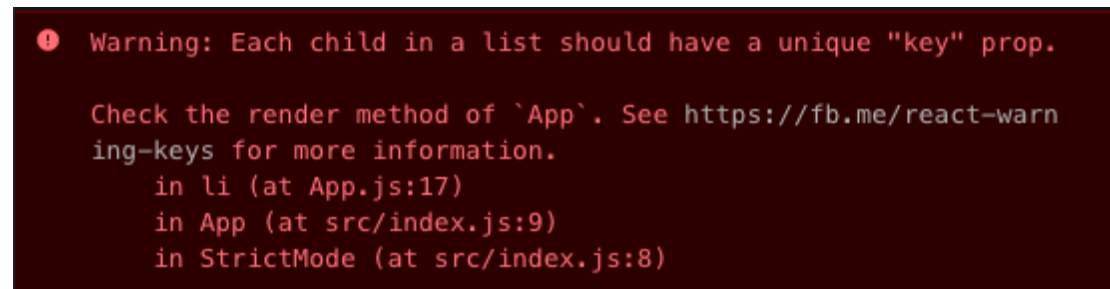 Warning: Each child in a list should have a unique "key" prop.
Check the render method of `App`. See https://fb.me/react-warn
ing-keys for more information.
in li (at App.js:17)
in App (at src/index.js:9)
in StrictMode (at src/index.js:8)